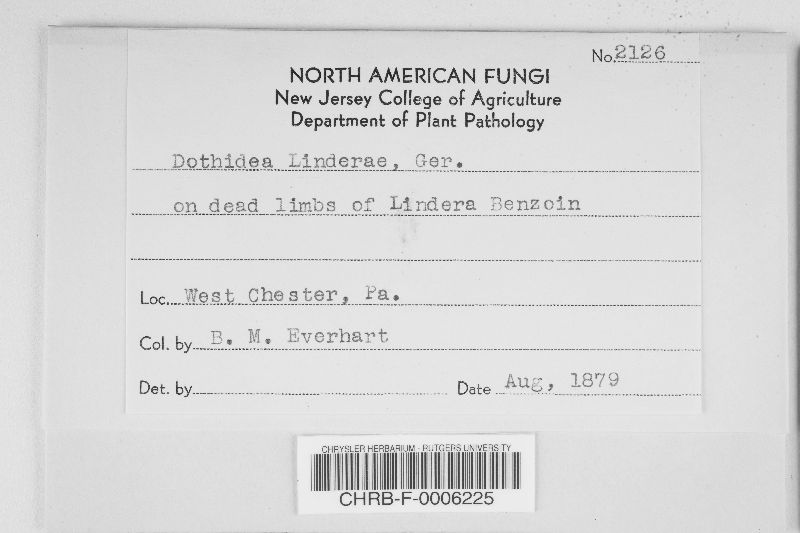 No. 2126
NORTH AMERICAN FUNGI
New Jersey College of Agriculture
Department of Plant Pathology
Dothidea Linderae, Ger.
on dead limbs of Lindera Benzoin
Loc. West Chester, Pa.
Col. by B. M. Everhart
Det. by
Date Aug, 1879
CHRYSLER HERBARIUM - RUTGERS UNIVERSITY
CHRB-F-0006225